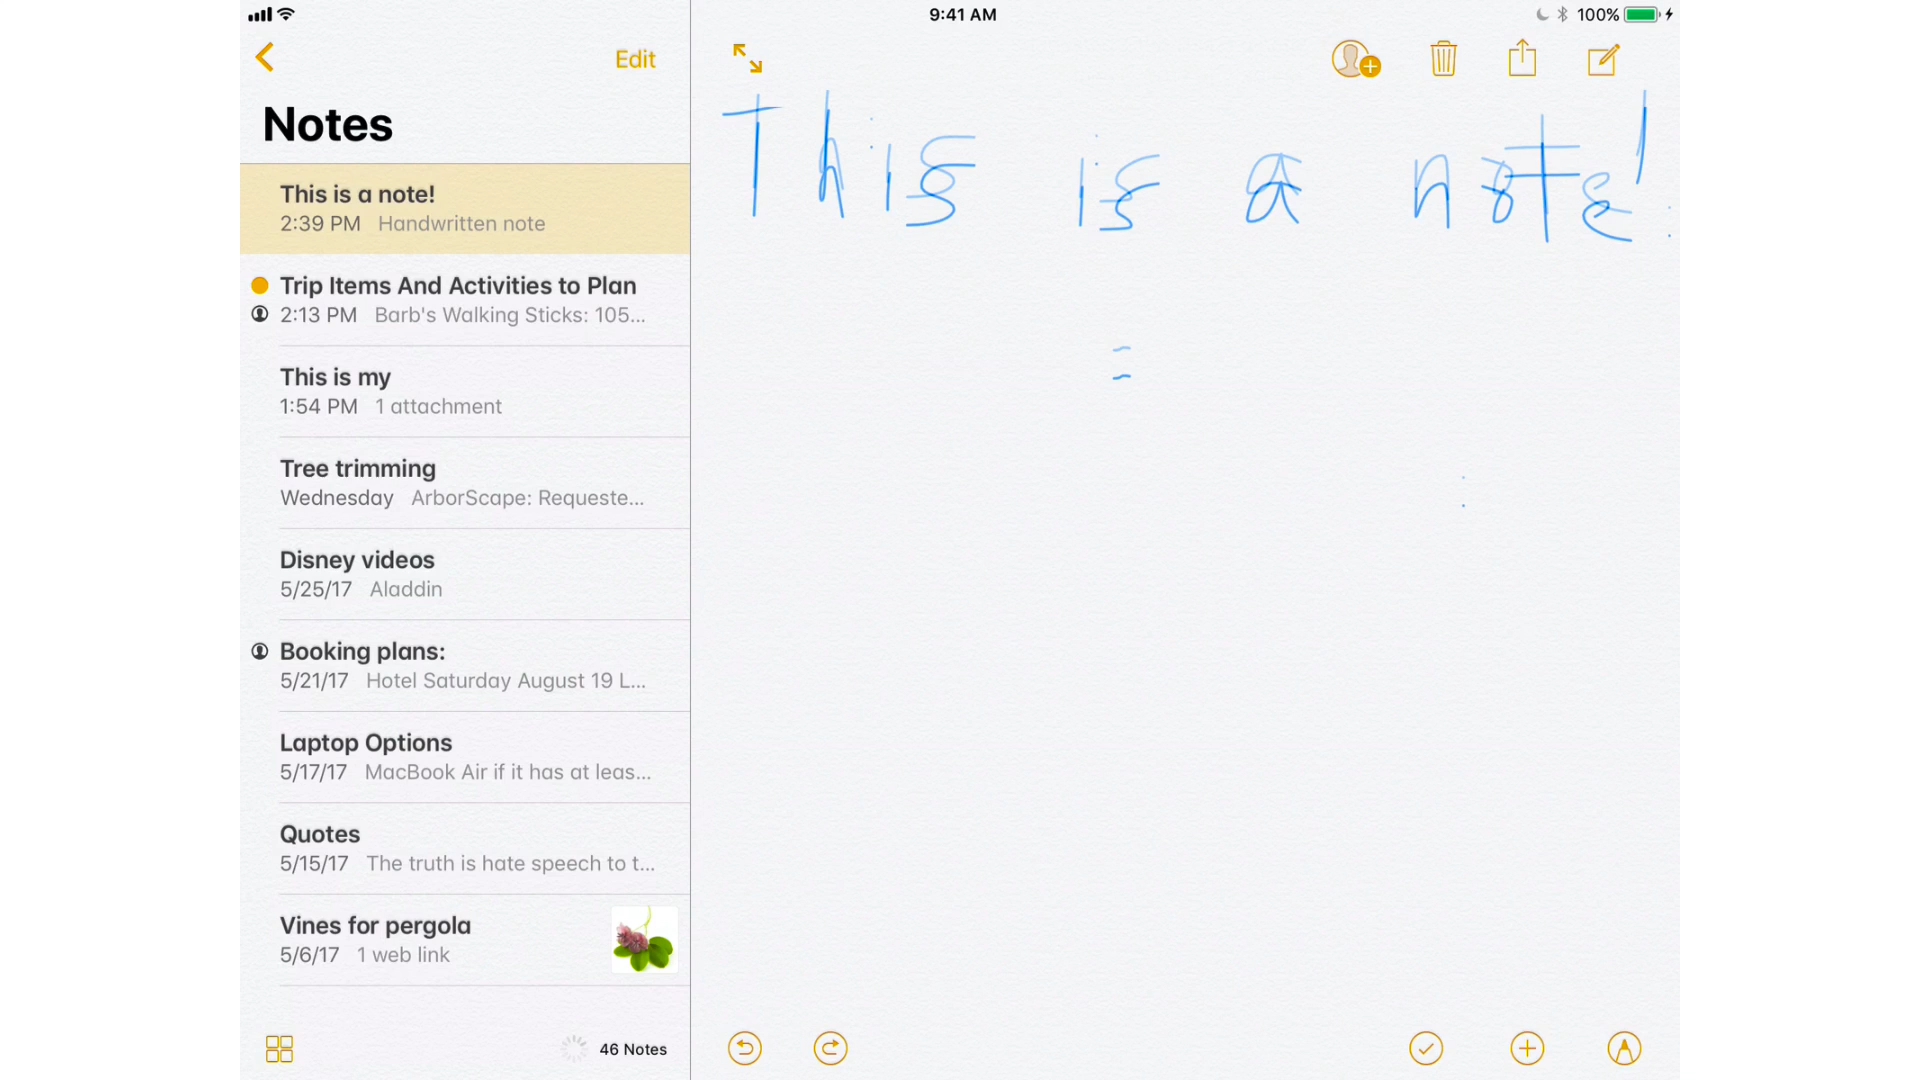 9:41 AM
100%
Edit
Notes
This is a note!
2:39 PM Handwritten note
Trip Items And Activities to Plan
2:13 PM Barb's Walking Sticks: 105...
This is my
1:54 PM 1 attachment
Tree trimming
Wednesday ArborScape: Requeste...
Disney videos
5/25/17 Aladdin
Booking plans:
5/21/17 Hotel Saturday August 19 L...
Laptop Options
5/17/17 MacBook Air if it has at leas...
Quotes
5/15/17 The truth is hate speech to t...
Vines for pergola
5/6/17 1 web link
46 Notes
This is a note!